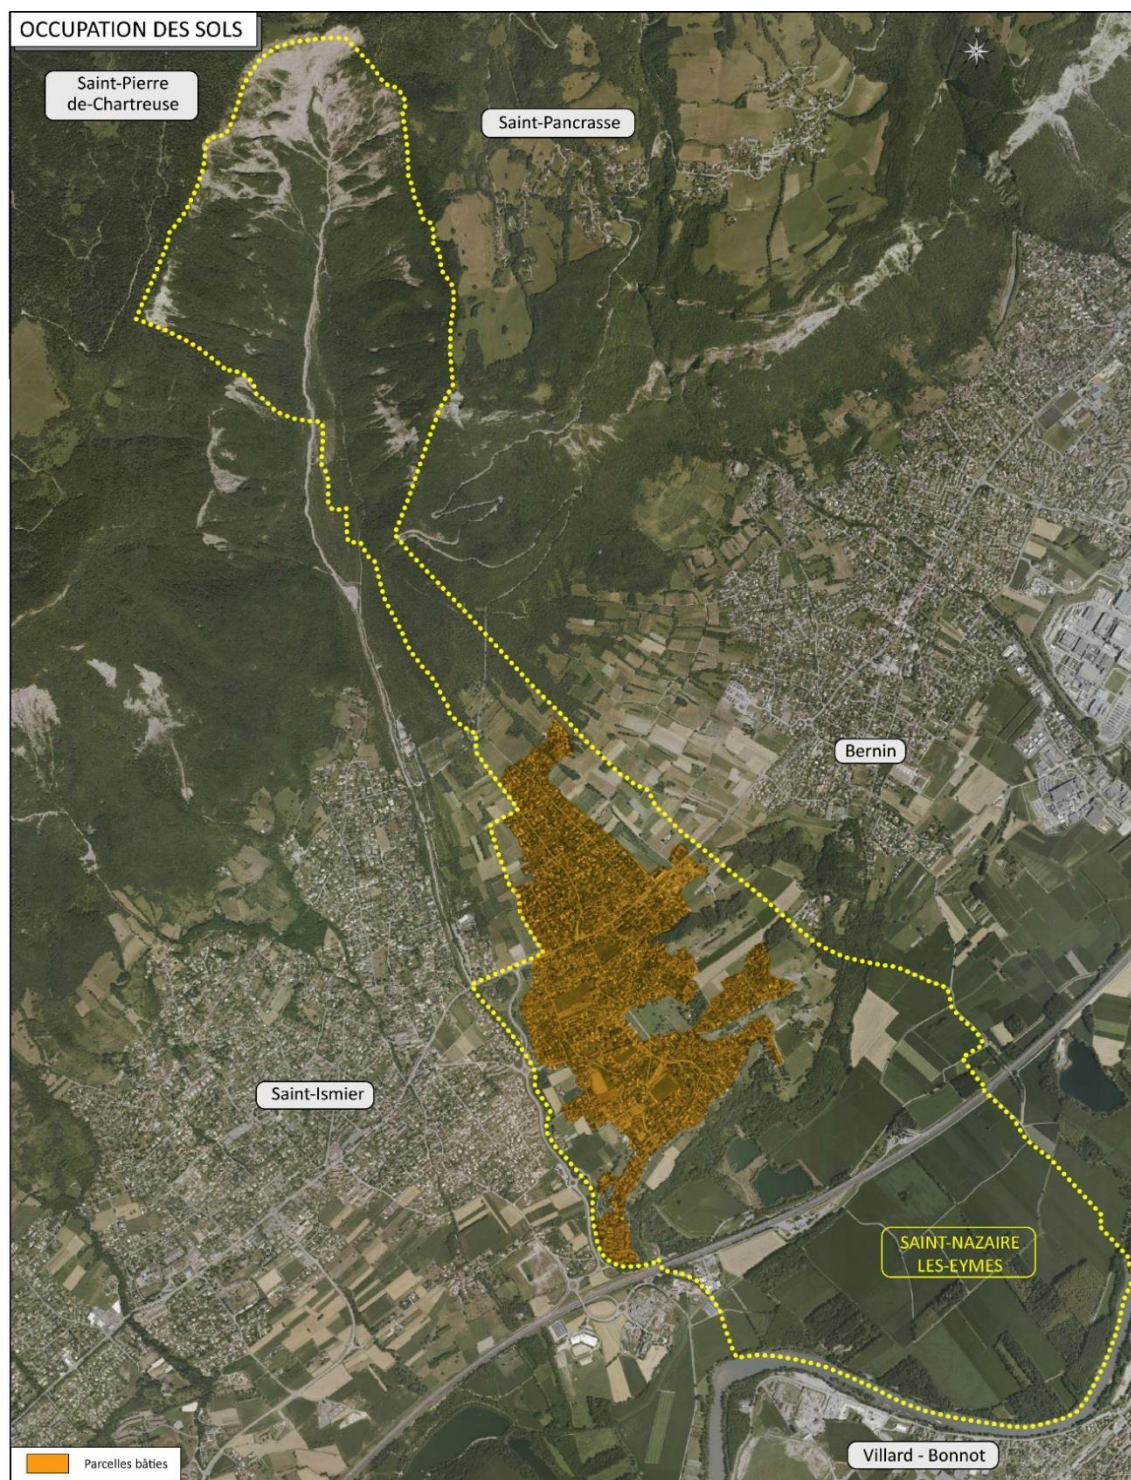 OCCUPATION DES SOLS
N
Saint-Pierre
de-Chartreuse
Saint-Pancrasse
Bernin
Saint-Ismier
SAINT-NAZAIRE
LES-EYMES
Villard - Bonnot
Parcelles bâties